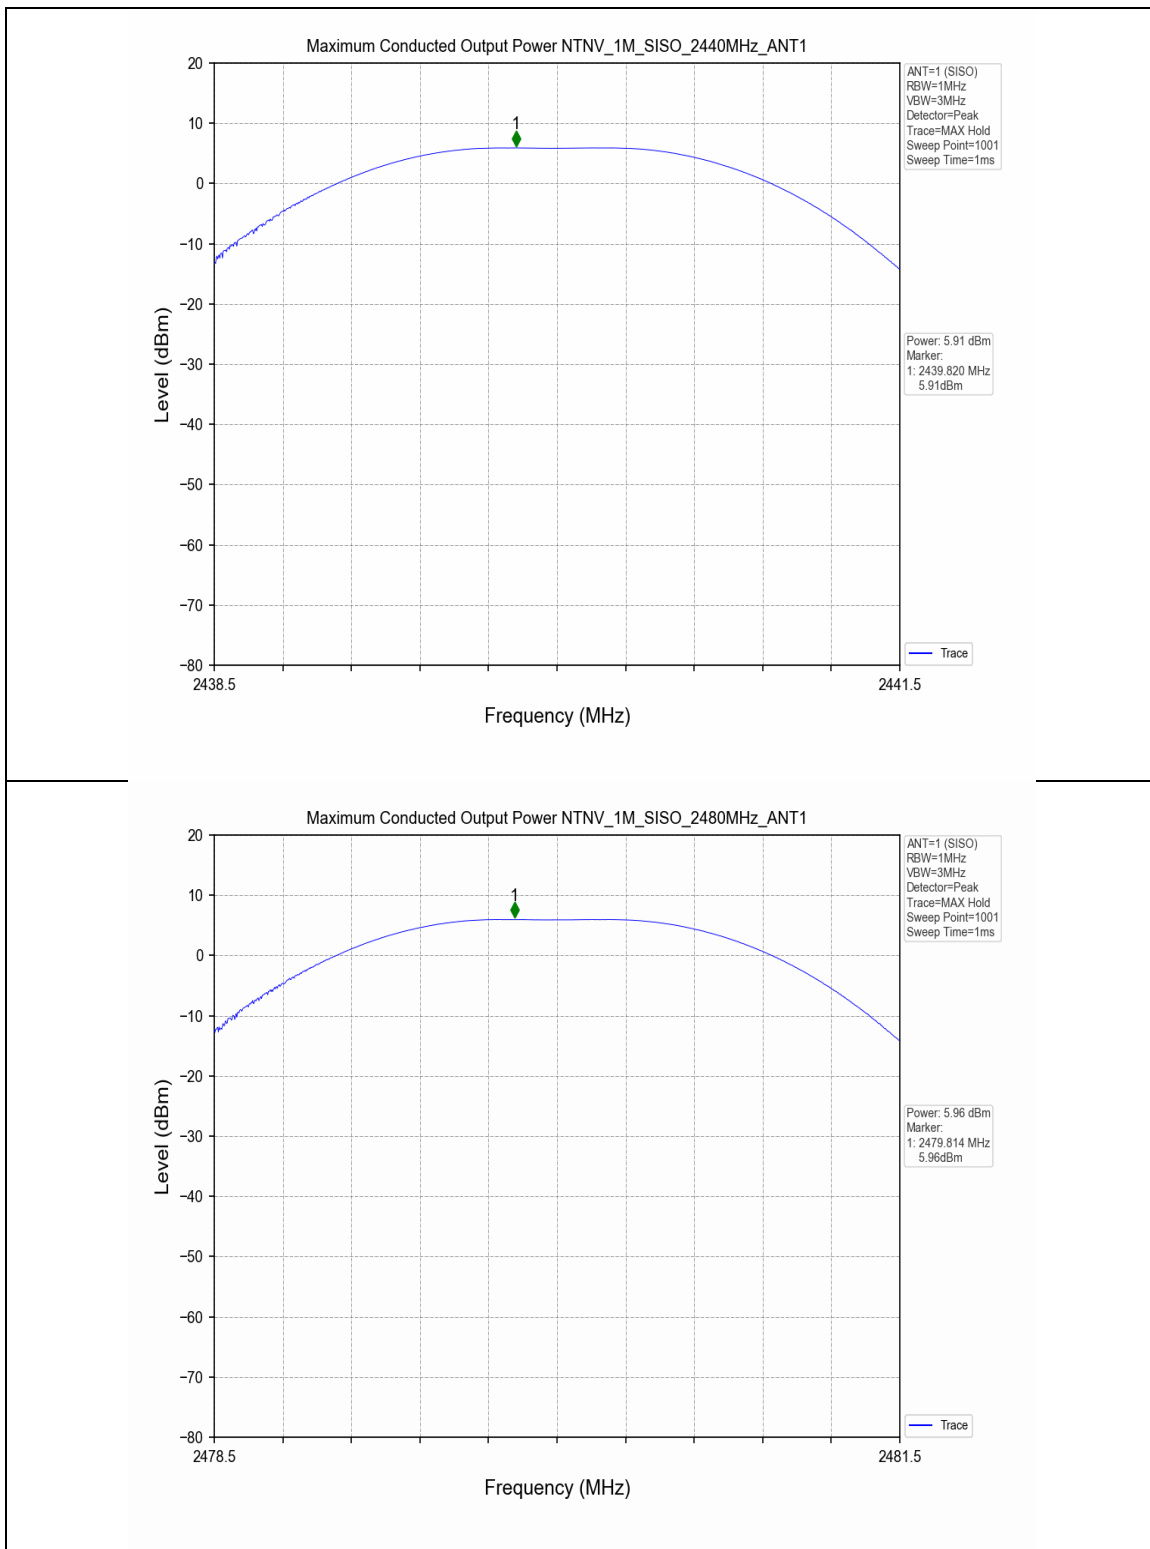 Maximum Conducted Output Power NTNV_1M_SISO_2440MHz_ANT1
20
10
0
−10
−20
−30
−40
−50
−60
−70
−80
Level (dBm)
1
2438.5
2441.5
Frequency (MHz)
ANT=1 (SISO)
RBW=1MHz
VBW=3MHz
Detector=Peak
Trace=MAX Hold
Sweep Point=1001
Sweep Time=1ms
Power: 5.91 dBm
Marker:
1: 2439.820 MHz
5.91dBm
Trace
Maximum Conducted Output Power NTNV_1M_SISO_2480MHz_ANT1
20
10
0
−10
−20
−30
−40
−50
−60
−70
−80
Level (dBm)
1
2478.5
2481.5
Frequency (MHz)
ANT=1 (SISO)
RBW=1MHz
VBW=3MHz
Detector=Peak
Trace=MAX Hold
Sweep Point=1001
Sweep Time=1ms
Power: 5.96 dBm
Marker:
1: 2479.814 MHz
5.96dBm
Trace